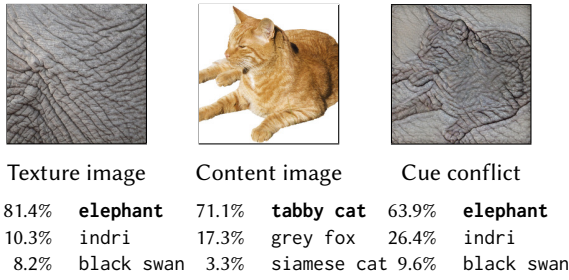 Texture image Content image Cue conflict
81.4% elephant 71.1% tabby cat 63.9% elephant
10.3% indri 17.3% grey fox 26.4% indri
8.2% black swan 3.3% siamese cat 9.6% black swan